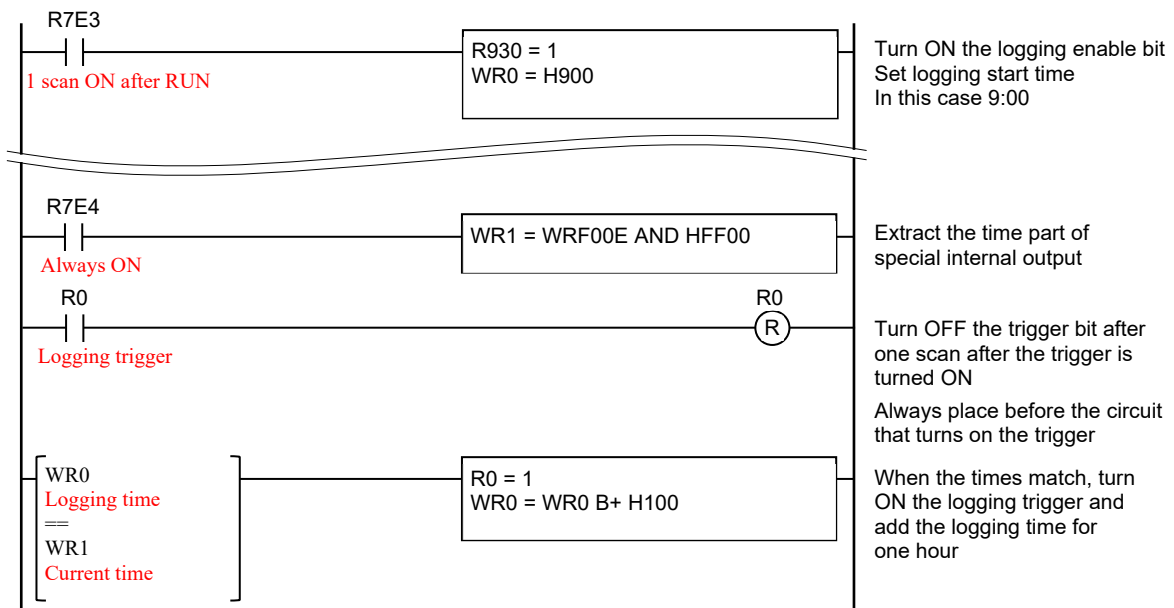 R7E3
1 scan ON after RUN
R930 = 1
WR0 = H900
Turn ON the logging enable bit
Set logging start time
In this case 9:00
R7E4
Always ON
WR1 = WRF00E AND HFF00
Extract the time part of
special internal output
R0
Logging trigger
R0
R
Turn OFF the trigger bit after
one scan after the trigger is
turned ON
Always place before the circuit
that turns on the trigger
WR0
Logging time
==
WR1
Current time
R0 = 1
WR0 = WR0 B+ H100
When the times match, turn
ON the logging trigger and
add the logging time for
one hour